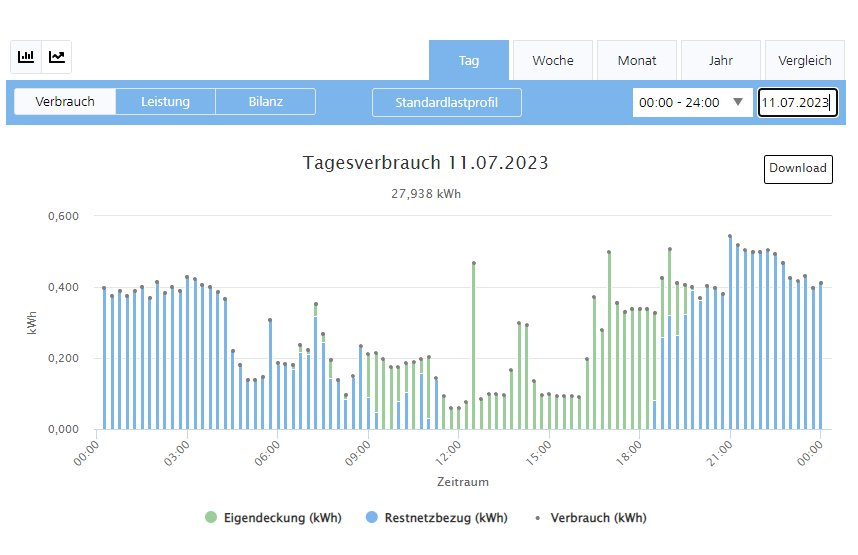 Tag Woche Monat Jahr Vergleich
Verbrauch Leistung Bilanz Standardlastprofil 00:00 - 24:00 11.07.2023
Tagesverbrauch 11.07.2023
Download
27,938 kWh
0,600
0,400
0,200
0,000
kWh
00:00 03:00 06:00 09:00 12:00 15:00 18:00 21:00 00:00
Zeitraum
Eigendeckung (kWh) Restnetzbezug (kWh) Verbrauch (kWh)